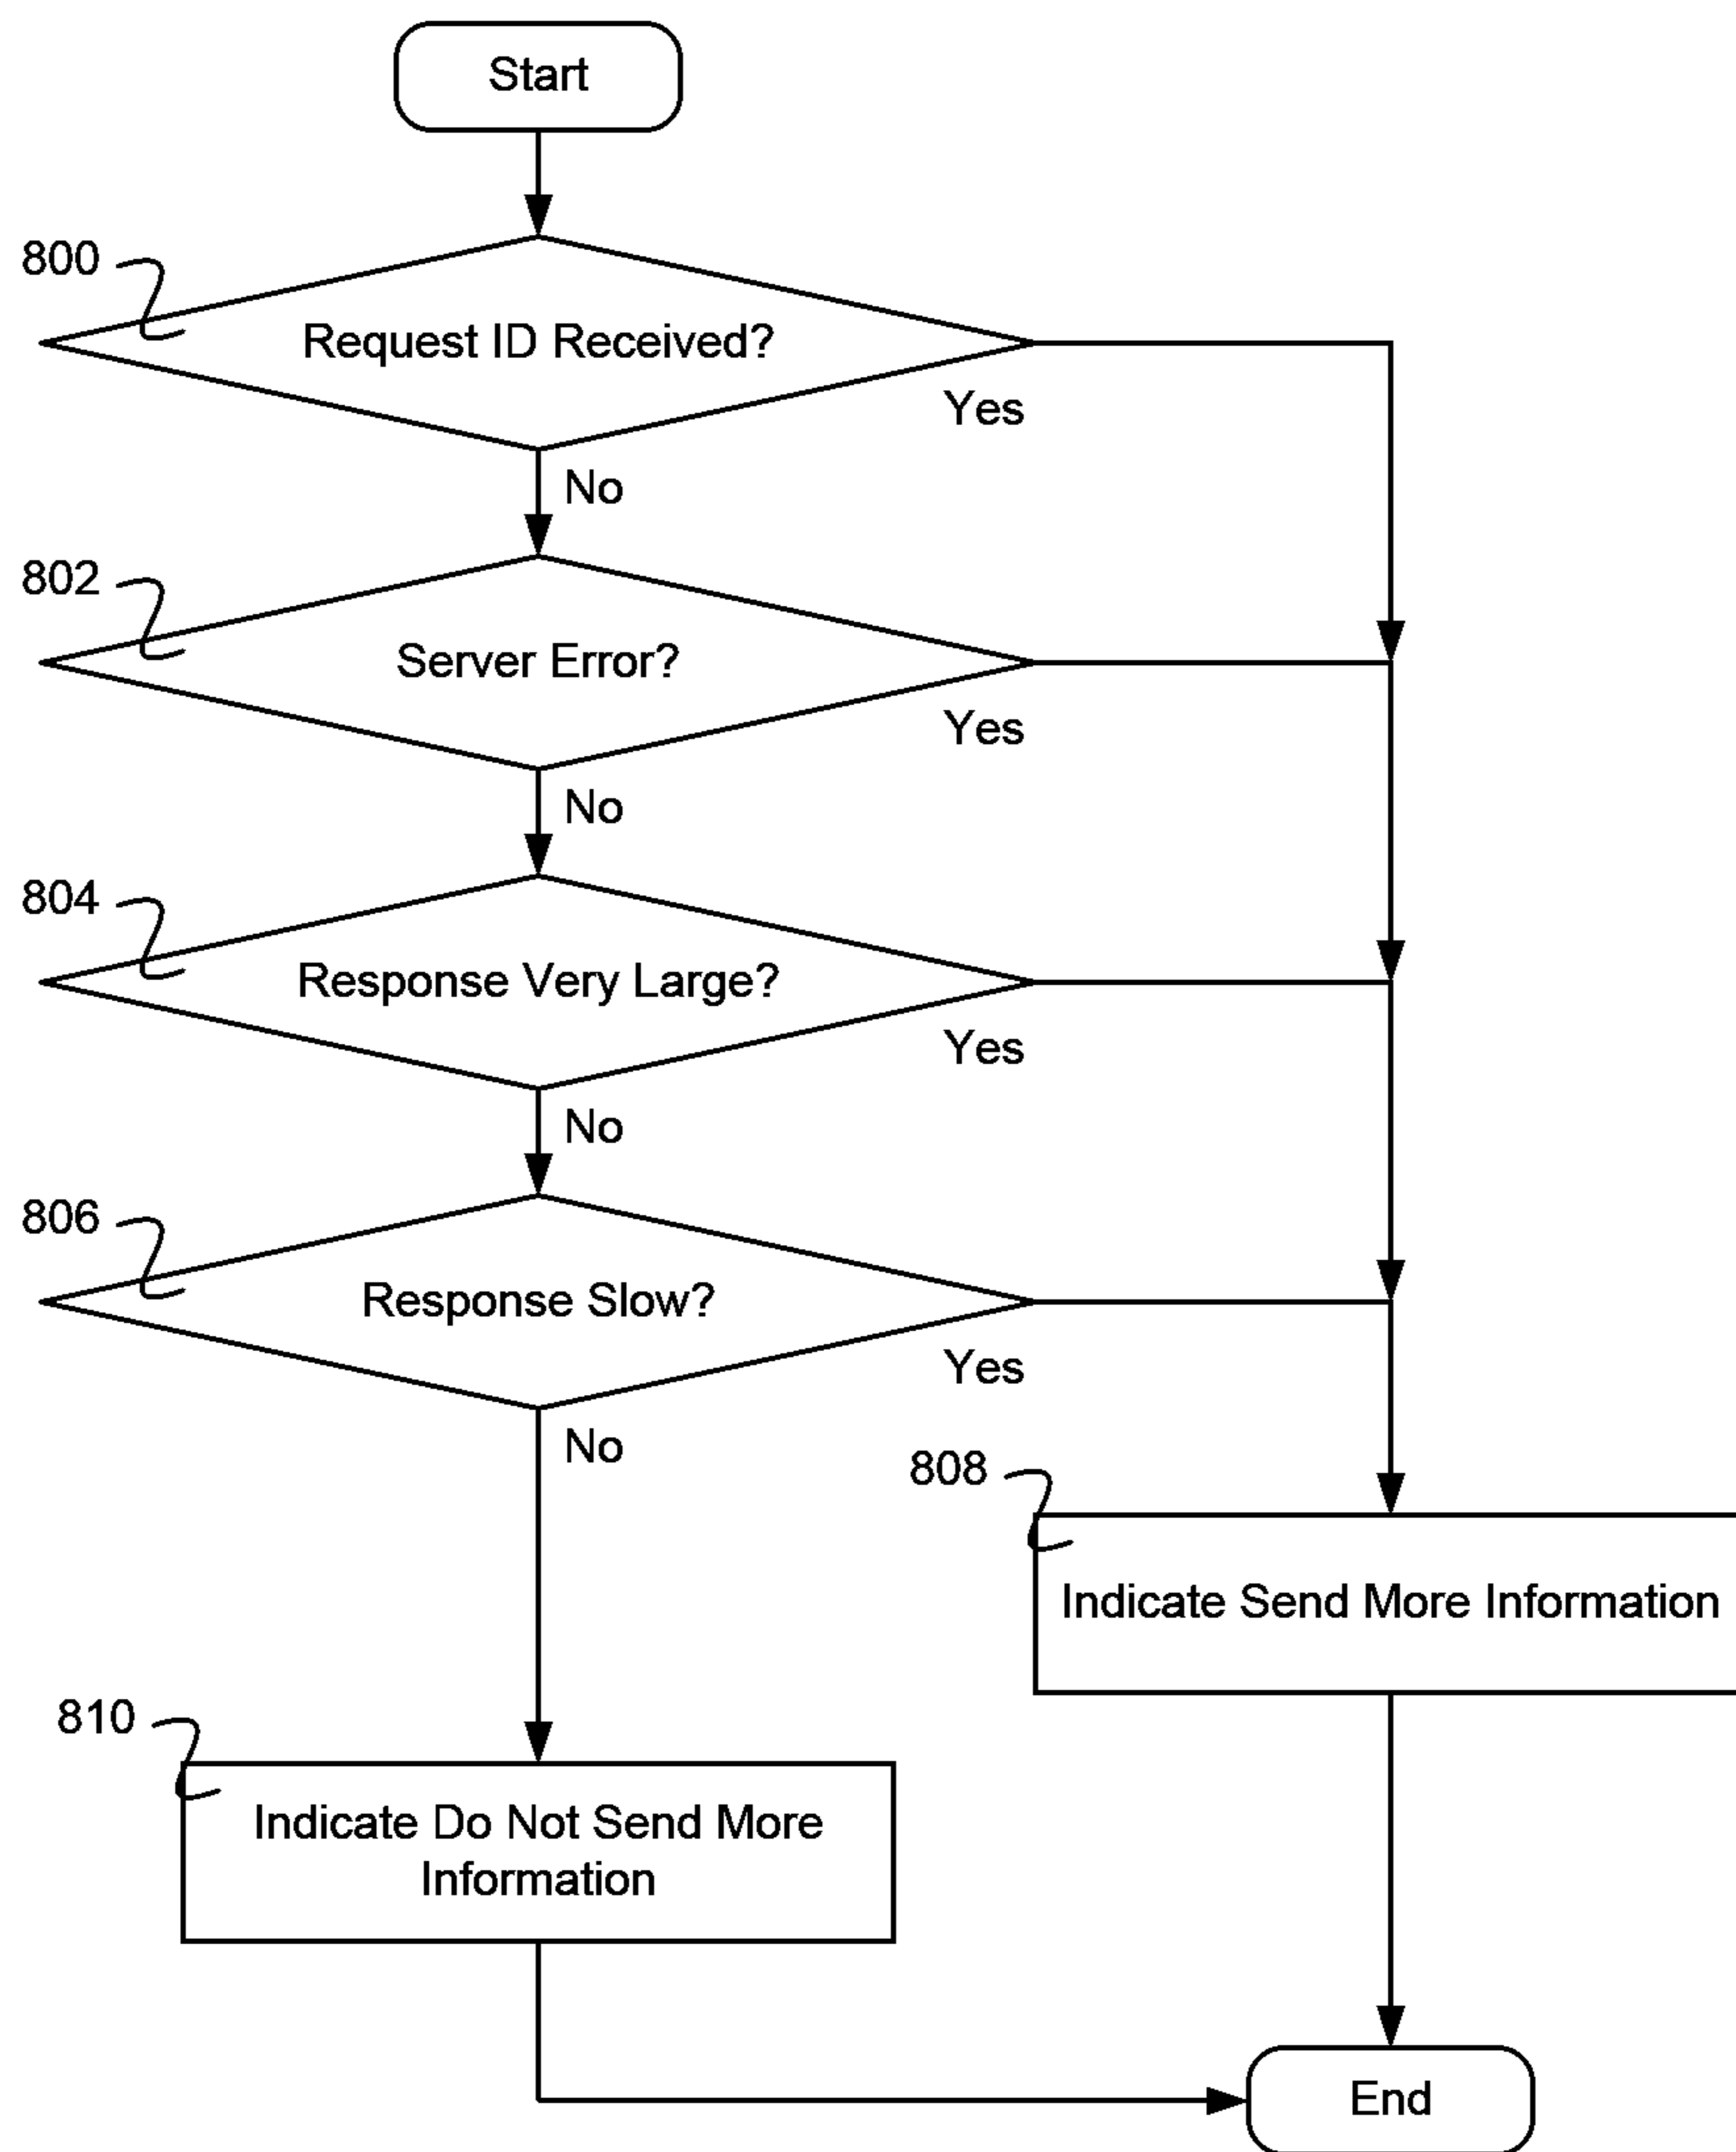 Start
800
Request ID Received?
Yes
No
802
Server Error?
Yes
No
804
Response Very Large?
Yes
No
806
Response Slow?
Yes
No
808
Indicate Send More Information
810
Indicate Do Not Send More
Information
End